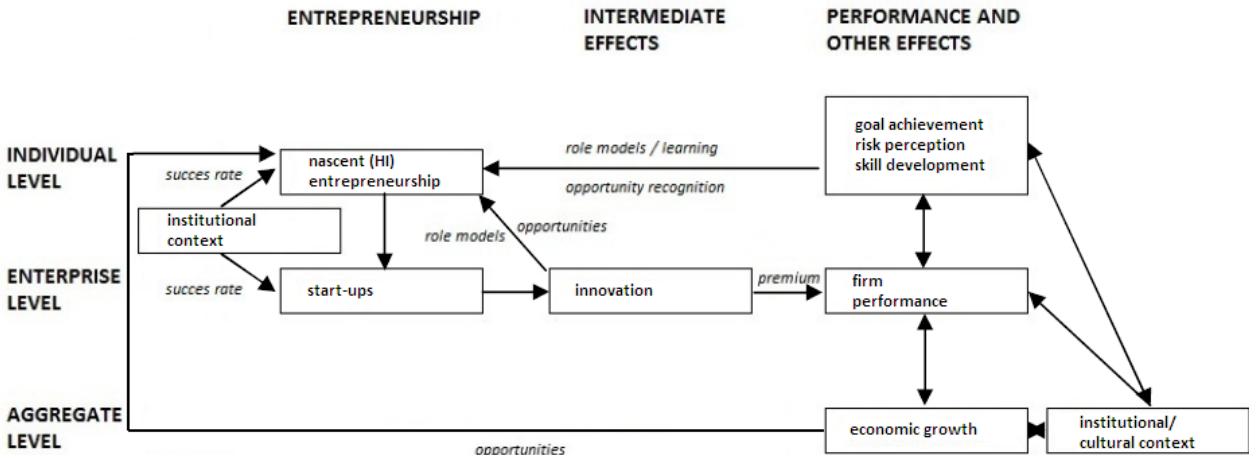 ENTREPRENEURSHIP
INTERMEDIATE
EFFECTS
PERFORMANCE AND
OTHER EFFECTS
INDIVIDUAL
LEVEL
succes rate
nascent (HI)
entrepreneurship
role models / learning
opportunity recognition
goal achievement
risk perception
skill development
institutional
context
role models
opportunities
ENTERPRISE
LEVEL
succes rate
start-ups
innovation
premium
firm
performance
AGGREGATE
LEVEL
opportunities
economic growth
institutional/
cultural context